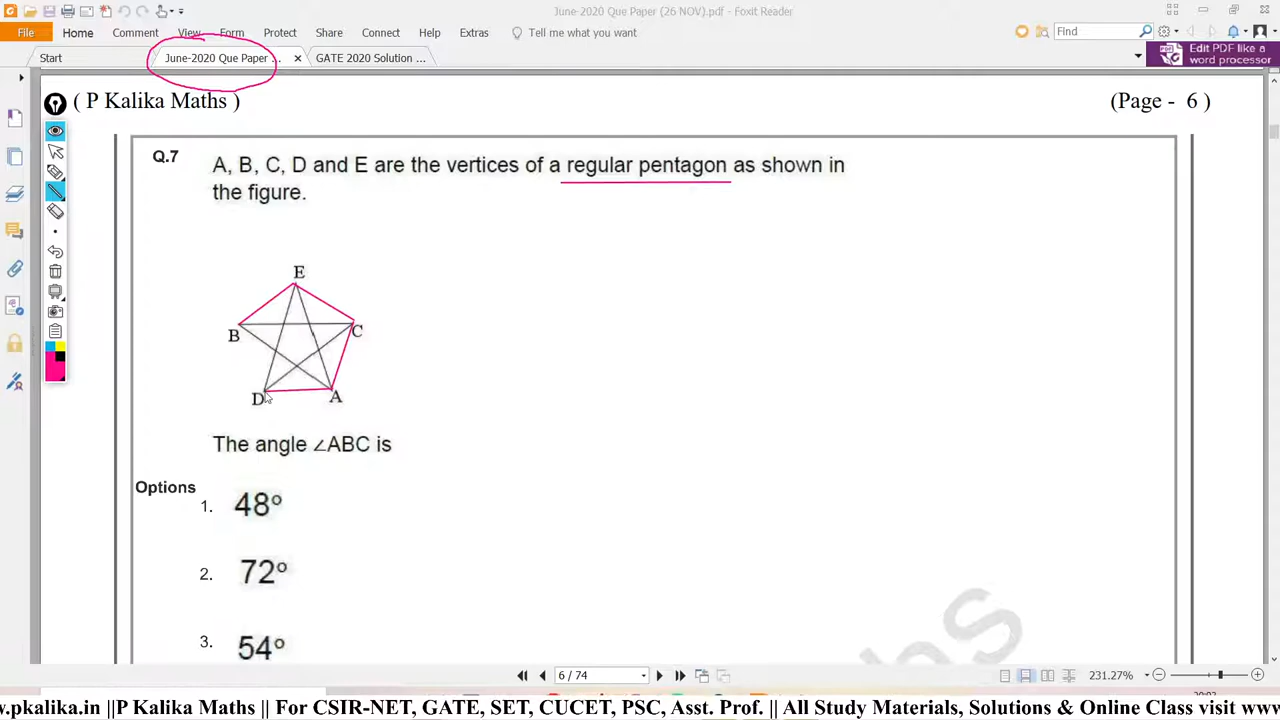 June-2020 Que Paper (26 NOV).pdf - Foxit Reader
File Home Comment View Form Protect Share Connect Help Extras Tell me what you want Find
Start June-2020 Que Paper ... GATE 2020 Solution ... Edit PDF like a
word processor
( P Kalika Maths ) (Page - 6 )
Q.7 A, B, C, D and E are the vertices of a regular pentagon as shown in
the figure.
E
B C
D A
The angle ∠ABC is
Options
1. 48°
2. 72°
3. 54°
hs
6 / 74 231.27%
w.pkalika.in ||P Kalika Maths || For CSIR-NET, GATE, SET, CUCET, PSC, Asst. Prof. || All Study Materials, Solutions & Online Class visit www